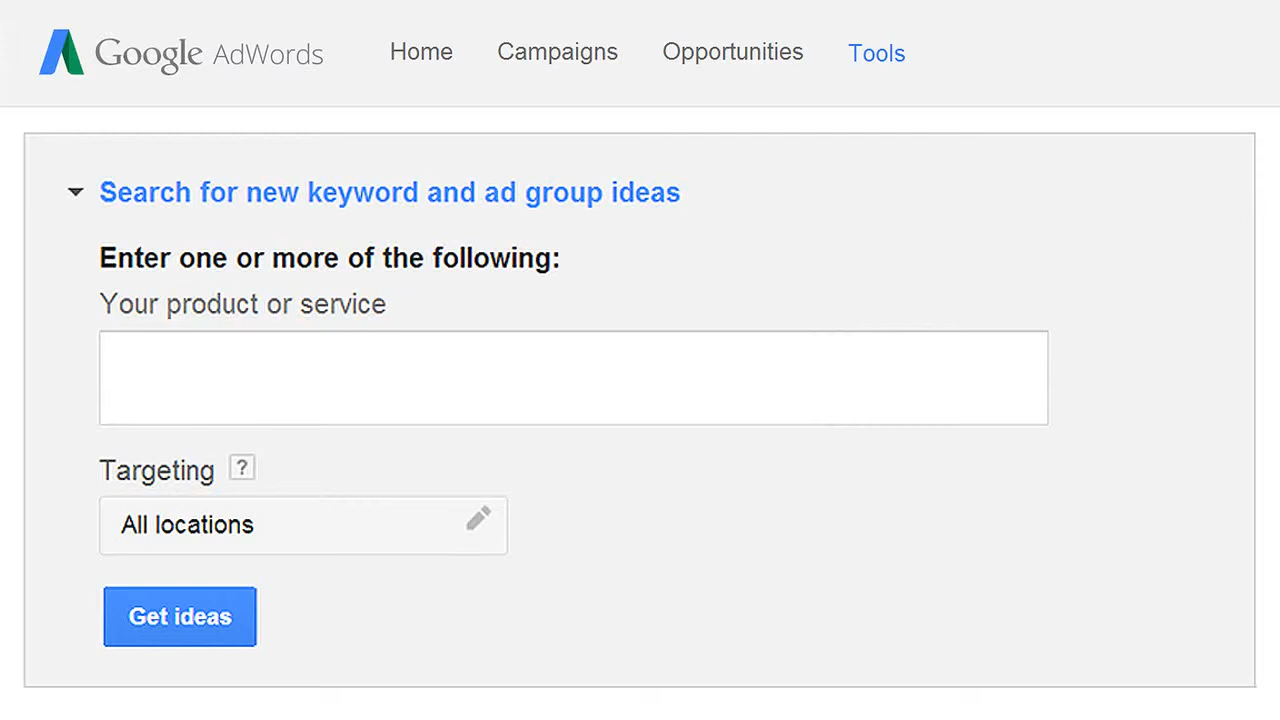 Google AdWords Home Campaigns Opportunities Tools
Search for new keyword and ad group ideas
Enter one or more of the following:
Your product or service
Targeting ?
All locations
Get ideas